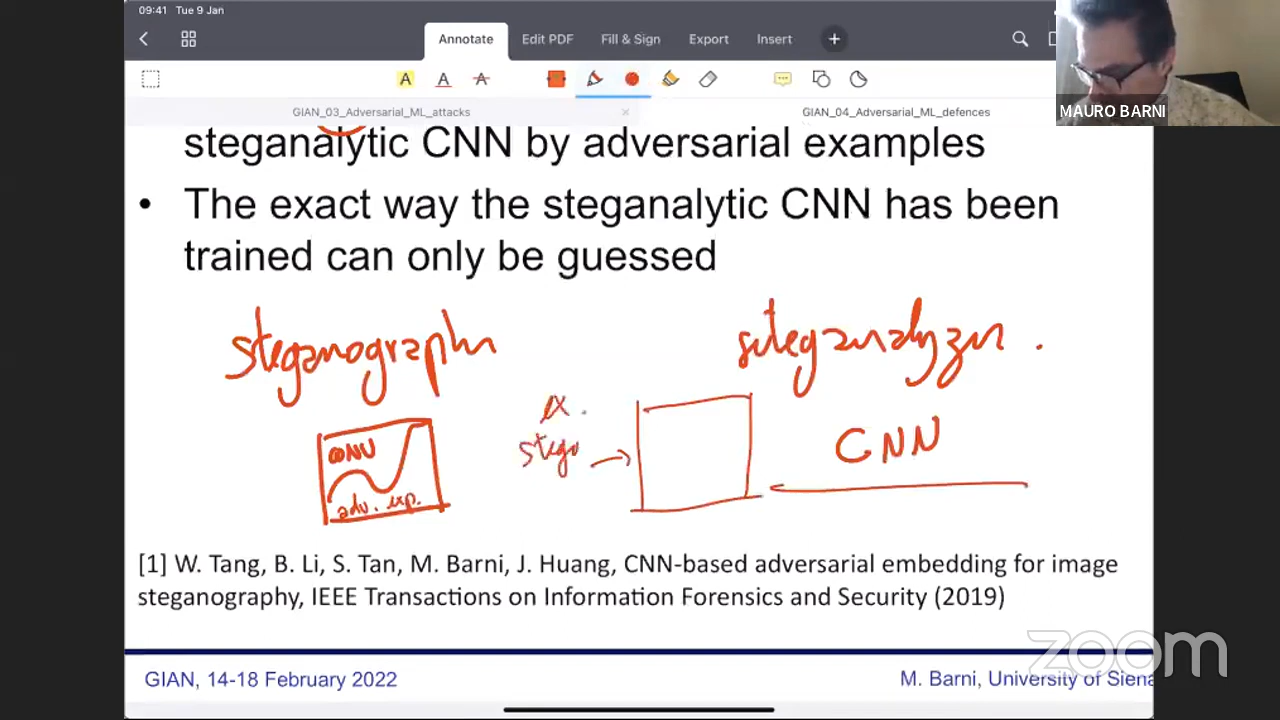 09:41 Tue 9 Jan
Annotate Edit PDF Fill & Sign Export Insert
A A A
GIAN_03_Adversarial_ML_attacks GIAN_04_Adversarial_ML_defences
MAURO BARNI
steganalytic CNN by adversarial examples
• The exact way the steganalytic CNN has been
trained can only be guessed
CNN
stego
adv. exp.
[1] W. Tang, B. Li, S. Tan, M. Barni, J. Huang, CNN-based adversarial embedding for image
steganography, IEEE Transactions on Information Forensics and Security (2019)
zoom
GIAN, 14-18 February 2022 M. Barni, University of Siena